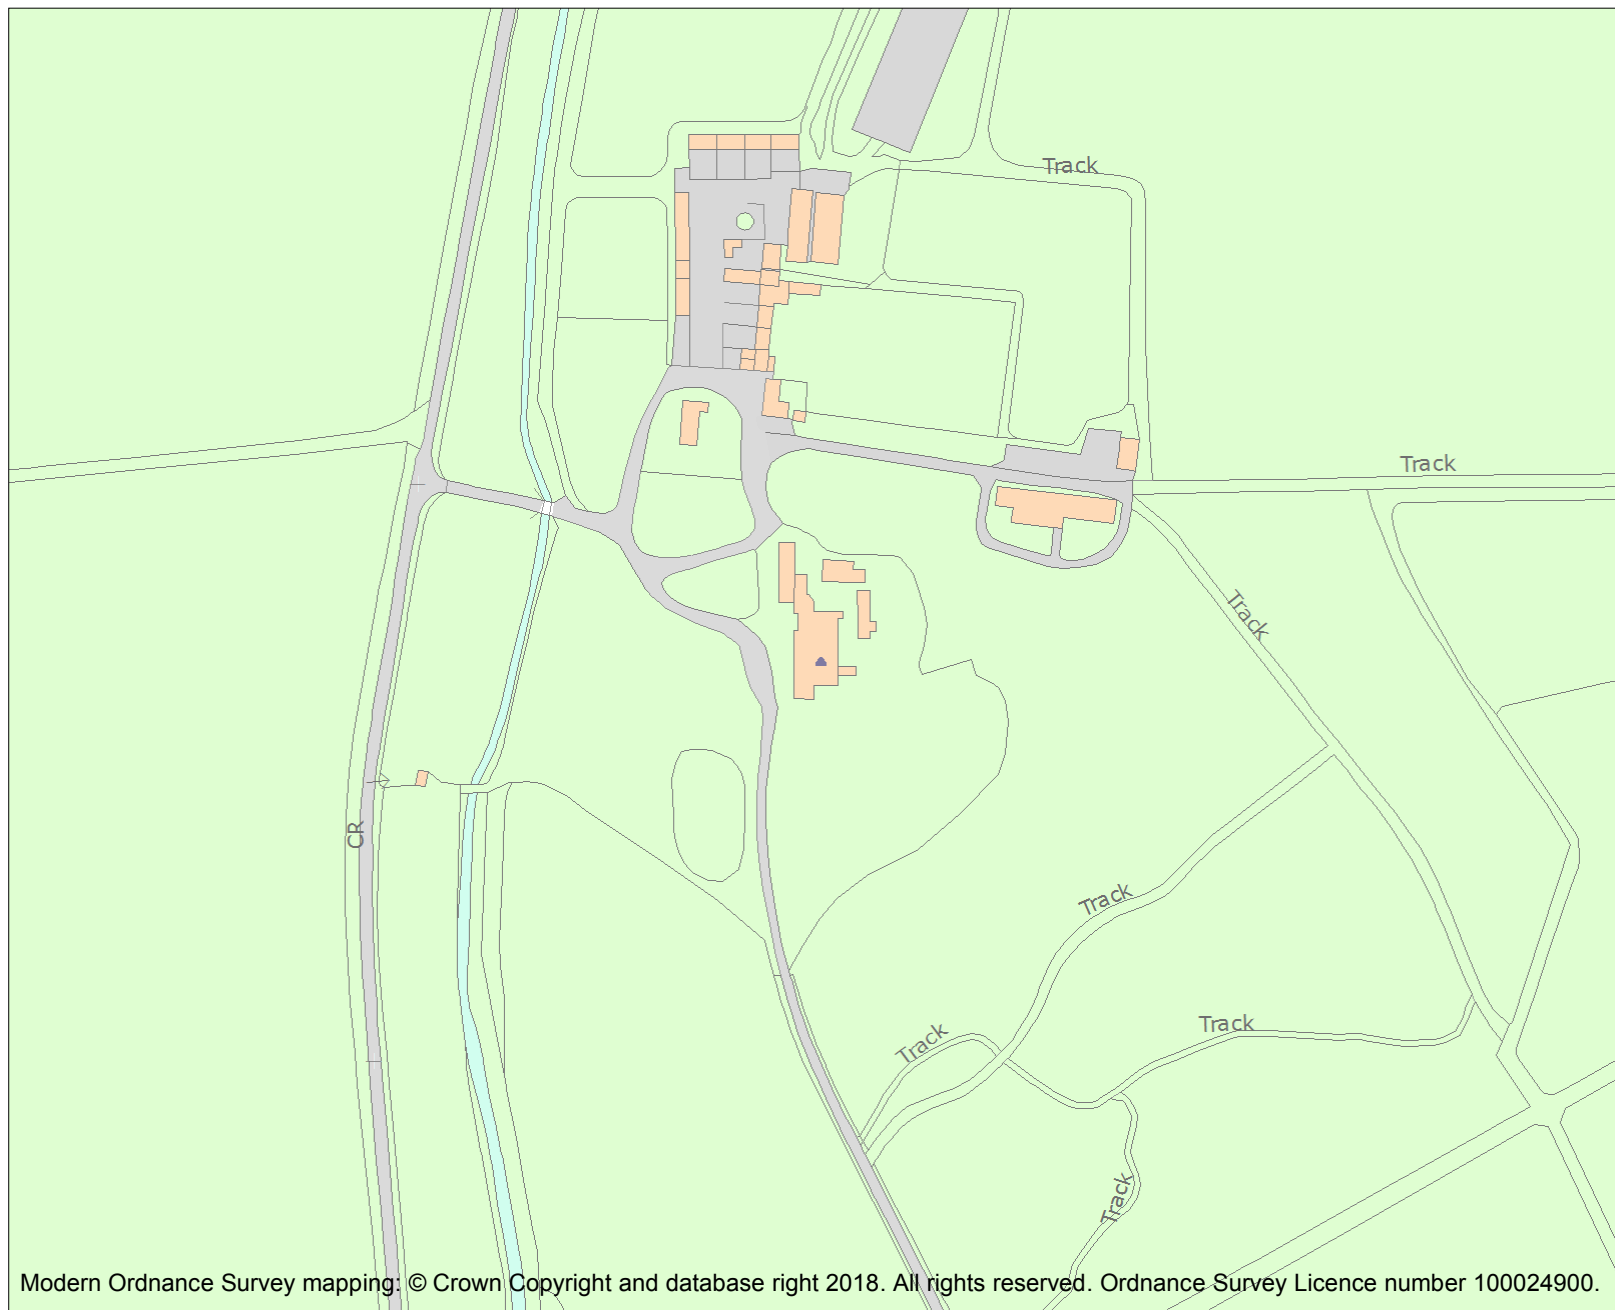 Track
Track
Track
CR
Track
Track
Track
Track
Modern Ordnance Survey mapping: © Crown Copyright and database right 2018. All rights reserved. Ordnance Survey Licence number 100024900.